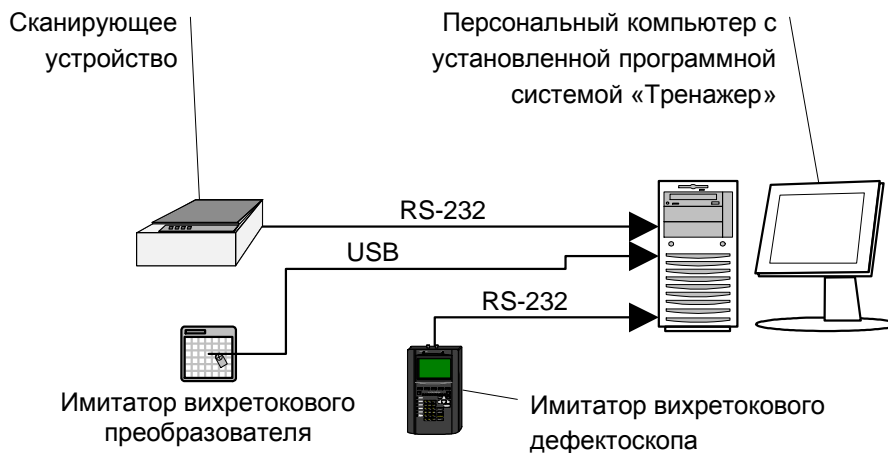 Сканирующее
устройство
Персональный компьютер с
установленной программной
системой «Тренажер»
RS-232
USB
RS-232
Имитатор вихретокового
преобразователя
Имитатор вихретокового
дефектоскопа